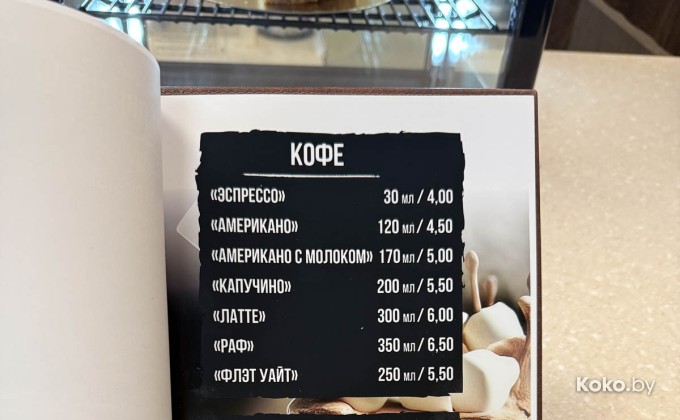 КОФЕ
«ЭСПРЕССО» 30 мл / 4,00
«АМЕРИКАНО» 120 мл / 4,50
«АМЕРИКАНО С МОЛОКОМ» 170 мл / 5,00
«КАПУЧИНО» 200 мл / 5,50
«ЛАТТЕ» 300 мл / 6,00
«РАФ» 350 мл / 6,50
«ФЛЭТ УАЙТ» 250 мл / 5,50
Koko.by